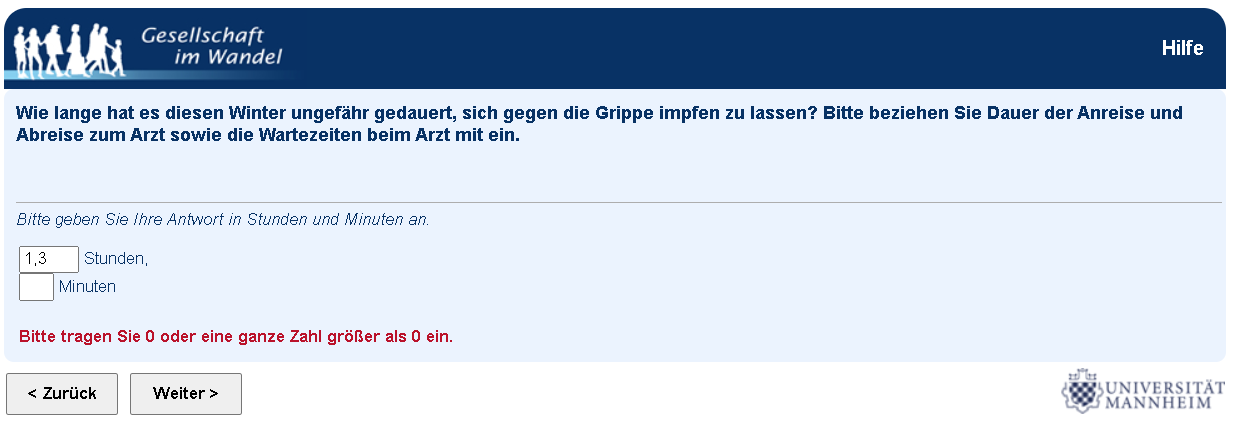 Gesellschaft
im Wandel
Hilfe
Wie lange hat es diesen Winter ungefähr gedauert, sich gegen die Grippe impfen zu lassen? Bitte beziehen Sie Dauer der Anreise und
Abreise zum Arzt sowie die Wartezeiten beim Arzt mit ein.
Bitte geben Sie Ihre Antwort in Stunden und Minuten an.
1,3 Stunden,
Minuten
Bitte tragen Sie 0 oder eine ganze Zahl größer als 0 ein.
< Zurück Weiter >
UNIVERSITÄT
MANNHEIM